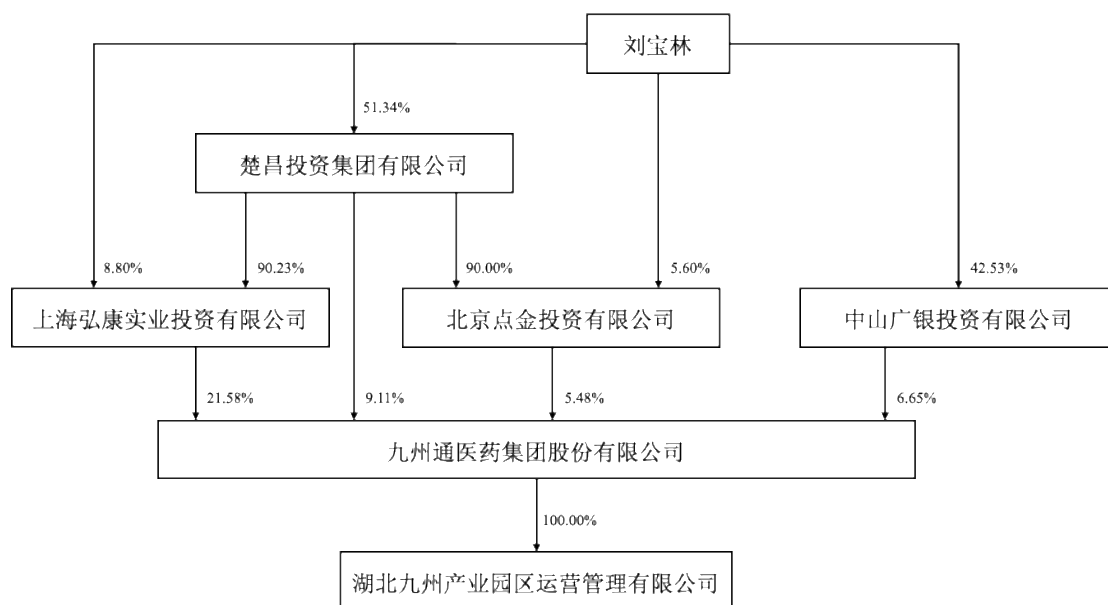 刘宝林
51.34%
楚昌投资集团有限公司
8.80%
90.23%
90.00%
5.60%
42.53%
上海弘康实业投资有限公司
北京点金投资有限公司
中山广银投资有限公司
21.58%
9.11%
5.48%
6.65%
九州通医药集团股份有限公司
100.00%
湖北九州产业园区运营管理有限公司